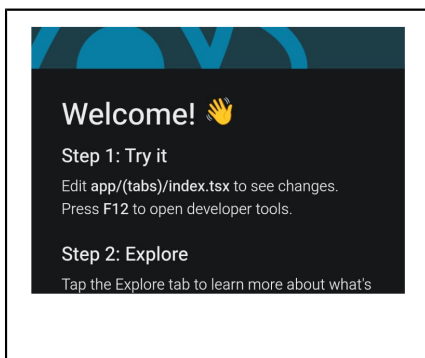 Welcome! 👋
Step 1: Try it
Edit app/(tabs)/index.tsx to see changes.
Press F12 to open developer tools.
Step 2: Explore
Tap the Explore tab to learn more about what's